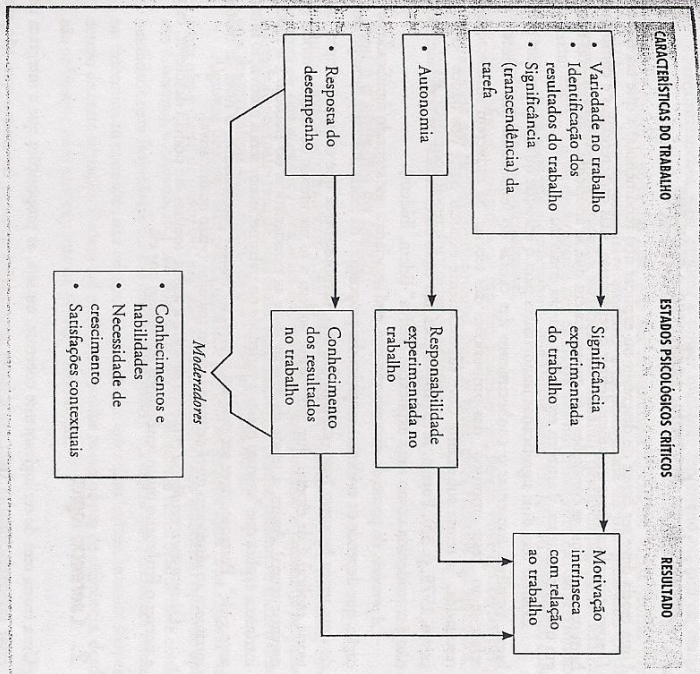 CARACTERÍSTICAS DO TRABALHO
ESTADOS PSICOLÓGICOS CRÍTICOS
RESULTADO
• Variedade no trabalho
• Identificação dos
resultados do trabalho
• Significância
(transcendência) da
tarefa
Significância
experimentada
do trabalho
Motivação
intrínseca
com relação
ao trabalho
• Autonomia
Responsabilidade
experimentada no
trabalho
• Resposta do
desempenho
Conhecimento
dos resultados
no trabalho
Moderadores
• Conhecimentos e
habilidades
• Necessidade de
crescimento
• Satisfações contextuais